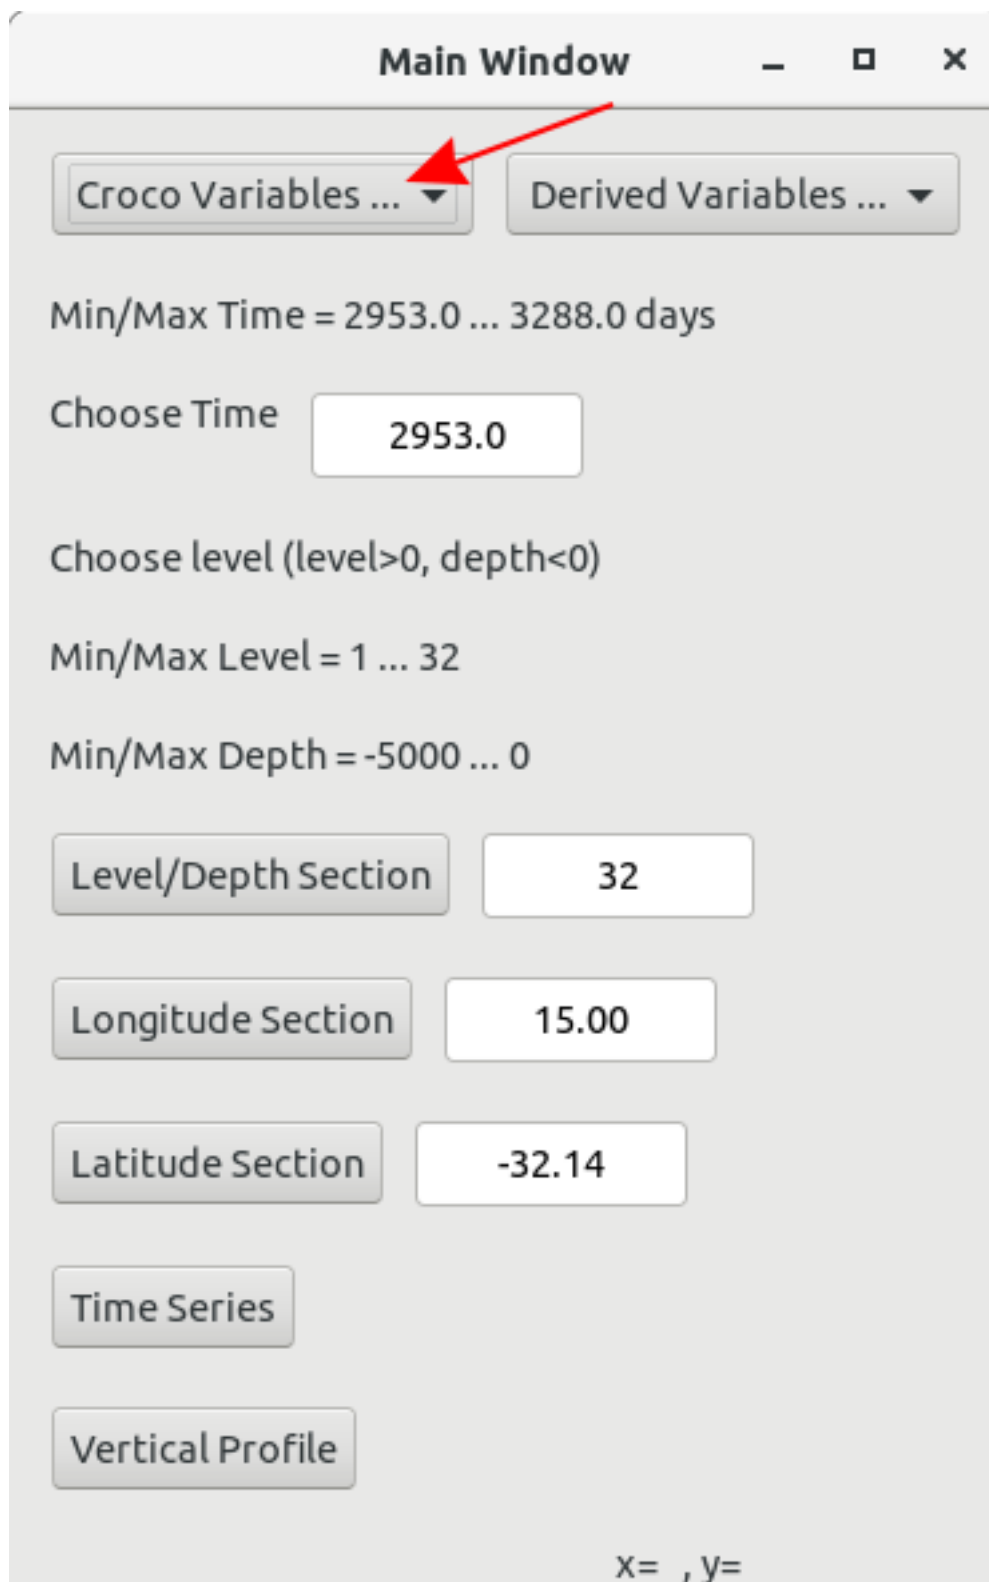 Main Window
Croco Variables ... Derived Variables ...
Min/Max Time = 2953.0 ... 3288.0 days
Choose Time 2953.0
Choose level (level>0, depth<0)
Min/Max Level = 1 ... 32
Min/Max Depth = -5000 ... 0
Level/Depth Section 32
Longitude Section 15.00
Latitude Section -32.14
Time Series
Vertical Profile
x= , y=